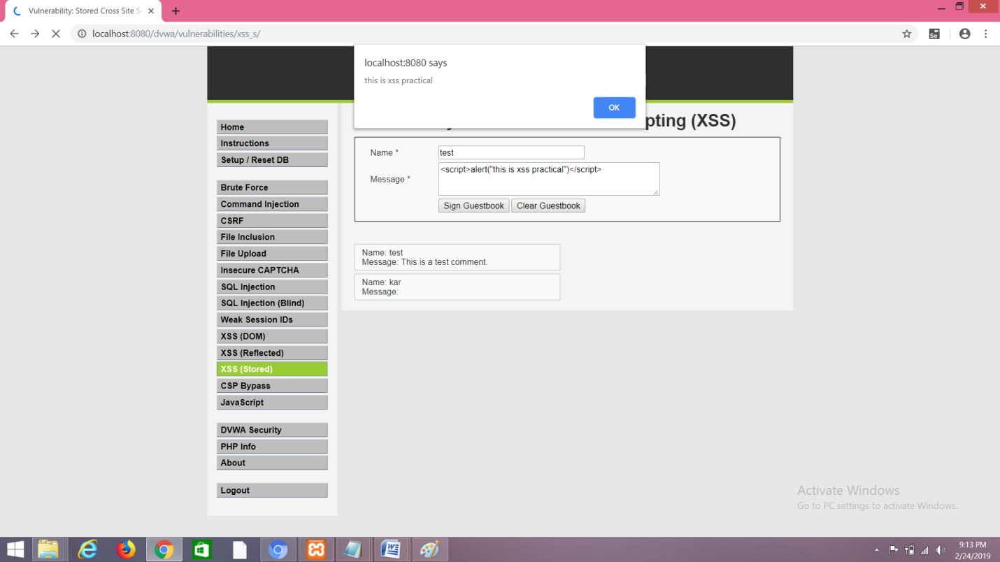 Vulnerability: Stored Cross Site S
localhost:8080/dvwa/vulnerabilities/xss_s/
Se
localhost:8080 says
this is xss practical
OK
pting (XSS)
Home
Instructions
Setup / Reset DB
Brute Force
Command Injection
CSRF
File Inclusion
File Upload
Insecure CAPTCHA
SQL Injection
SQL Injection (Blind)
Weak Session IDs
XSS (DOM)
XSS (Reflected)
XSS (Stored)
CSP Bypass
JavaScript
DVWA Security
PHP Info
About
Logout
Name *
test
Message *
<script>alert("this is xss practical")</script>
Sign Guestbook
Clear Guestbook
Name: test
Message: This is a test comment.
Name: kar
Message:
Activate Windows
Go to PC settings to activate Windows.
9:13 PM
2/24/2019